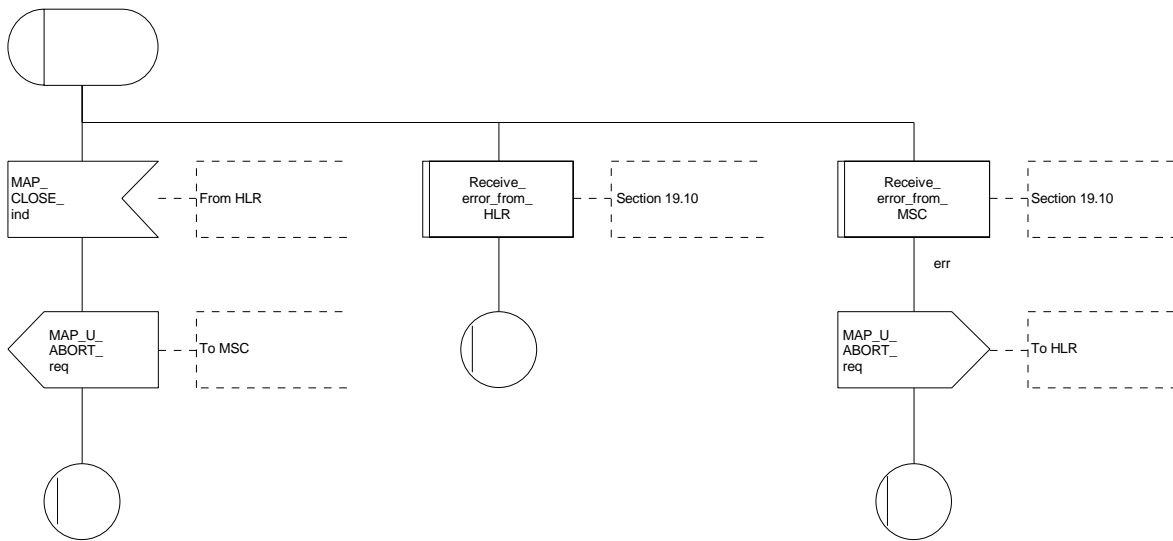 MAP_
CLOSE_
ind
From HLR
Receive_
error_from_
HLR
Section 19.10
Receive_
error_from_
MSC
Section 19.10
err
MAP_U_
ABORT_
req
To MSC
MAP_U_
ABORT_
req
To HLR